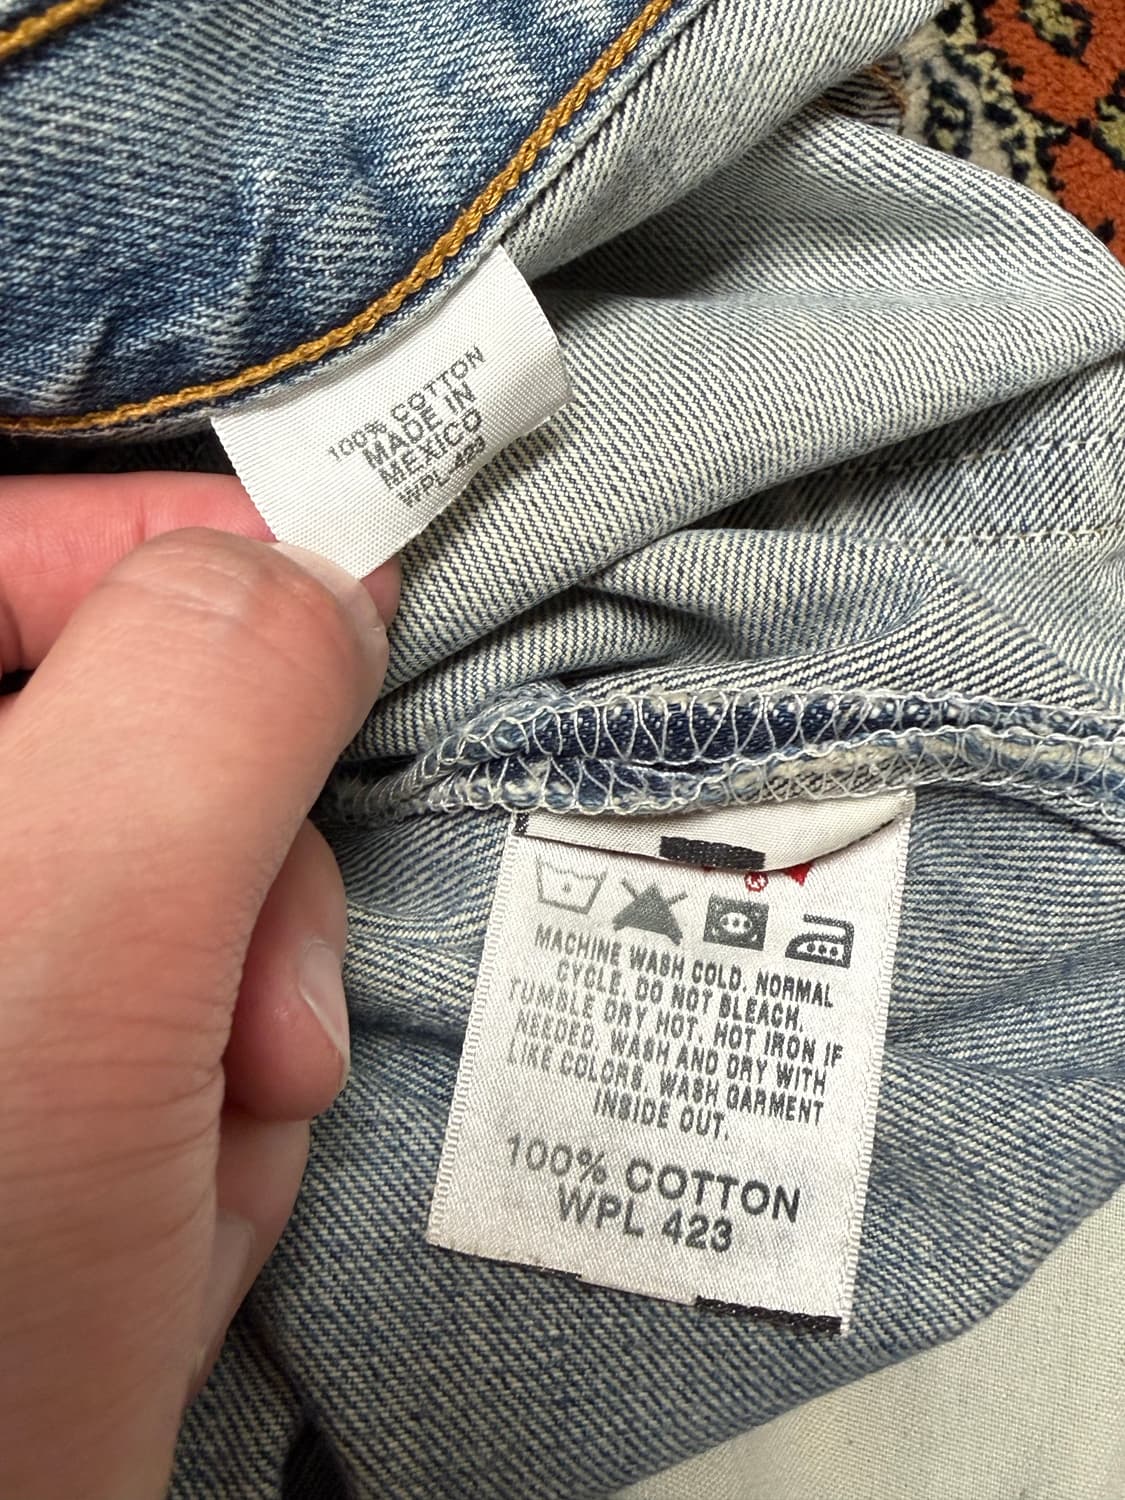 100% COTTON
MADE IN
MEXICO
WPL-423
®
MACHINE WASH COLD, NORMAL
CYCLE, DO NOT BLEACH,
TUMBLE DRY HOT, HOT IRON IF
NEEDED, WASH AND DRY WITH
LIKE COLORS, WASH GARMENT
INSIDE OUT.
100% COTTON
WPL 423